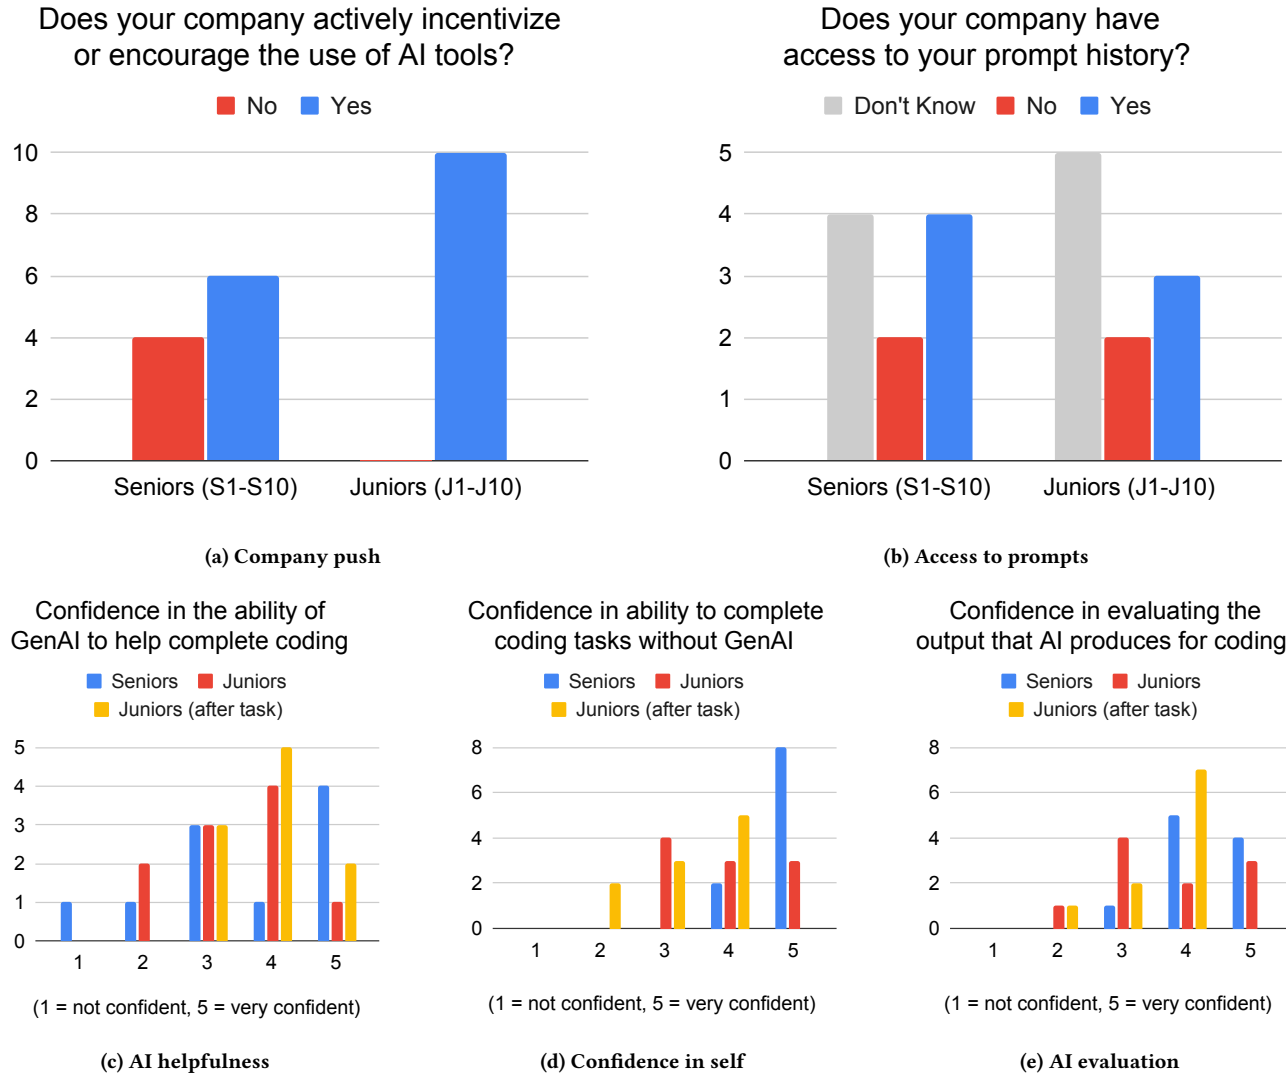 Does your company actively incentivize
or encourage the use of AI tools?
No Yes
10
8
6
4
2
0
Seniors (S1-S10) Juniors (J1-J10)
(a) Company push
Does your company have
access to your prompt history?
Don't Know No Yes
5
4
3
2
1
0
Seniors (S1-S10) Juniors (J1-J10)
(b) Access to prompts
Confidence in the ability of
GenAI to help complete coding
Seniors Juniors
Juniors (after task)
5
4
3
2
1
0
1 2 3 4 5
(1 = not confident, 5 = very confident)
(c) AI helpfulness
Confidence in ability to complete
coding tasks without GenAI
Seniors Juniors
Juniors (after task)
8
6
4
2
0
1 2 3 4 5
(1 = not confident, 5 = very confident)
(d) Confidence in self
Confidence in evaluating the
output that AI produces for coding
Seniors Juniors
Juniors (after task)
8
6
4
2
0
1 2 3 4 5
(1 = not confident, 5 = very confident)
(e) AI evaluation